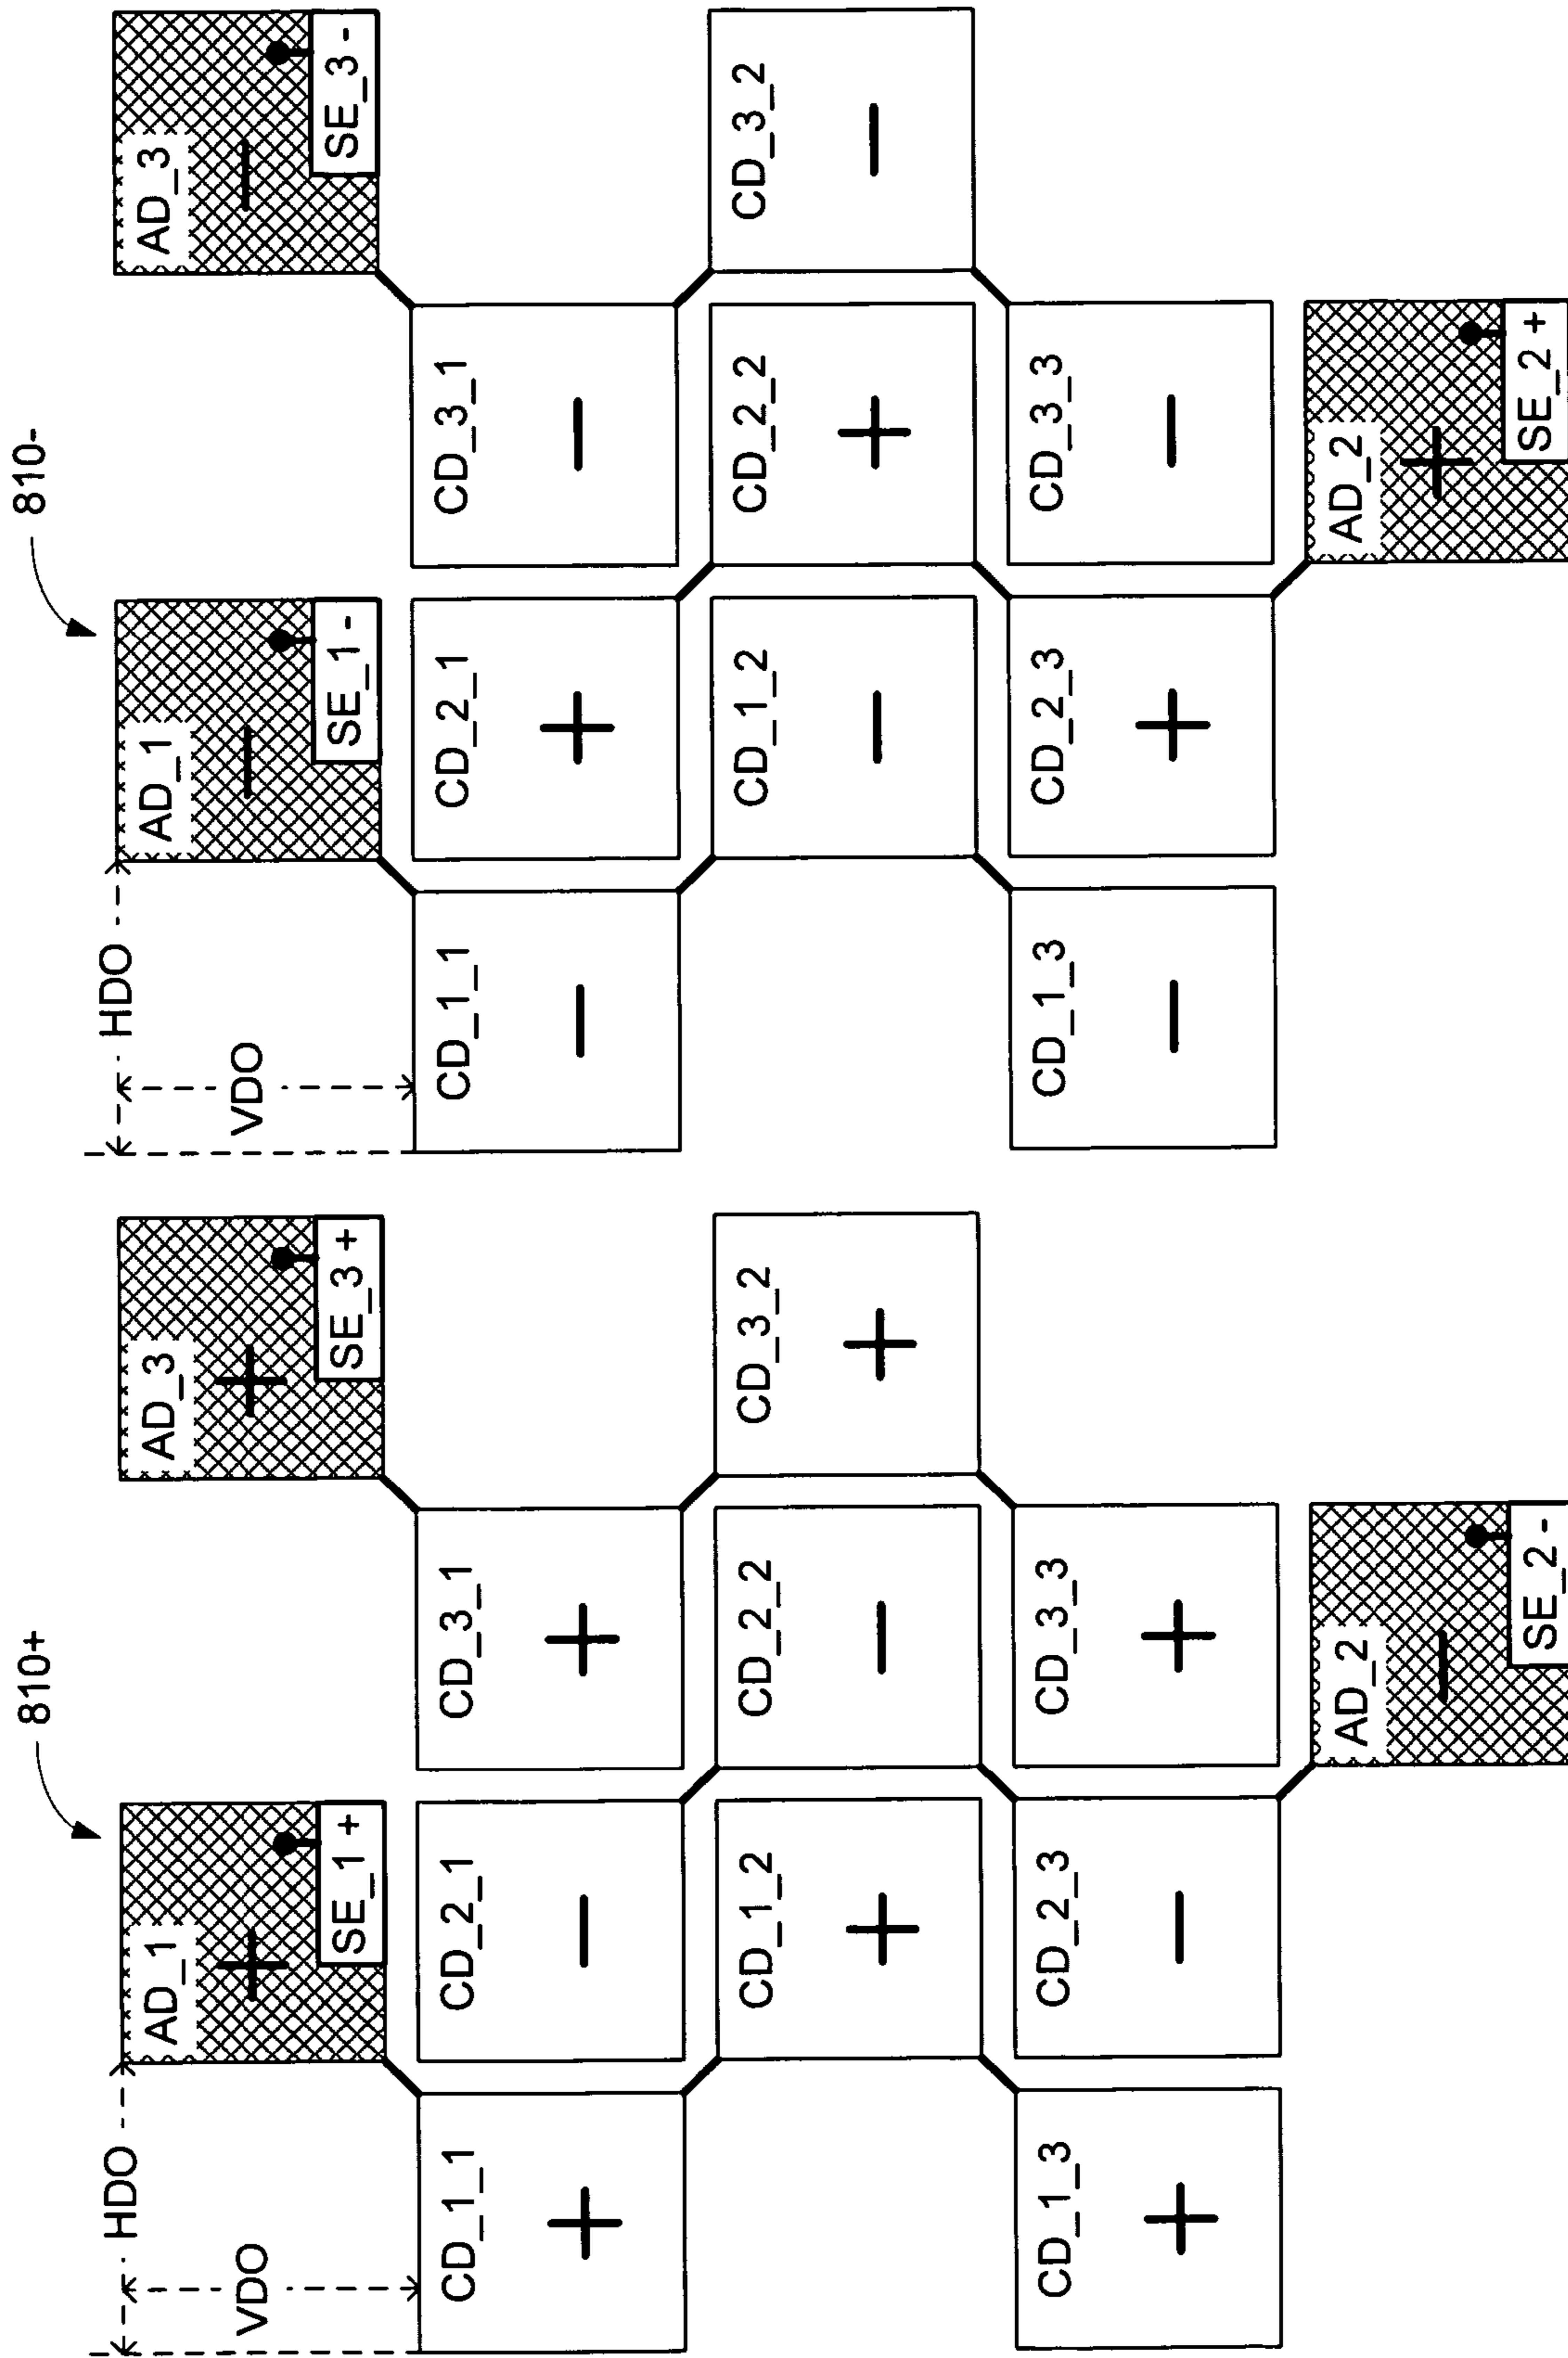 810+
HDO
VDO
AD_1
+
SE_1 +
AD_3
+
SE_3 +
CD_1_1
+
CD_2_1
−
CD_3_1
+
CD_1_2
+
CD_2_2
−
CD_3_2
+
CD_1_3
+
CD_2_3
−
CD_3_3
+
AD_2
−
SE_2 -
810-
HDO
VDO
AD_1
−
SE_1 -
AD_3
−
SE_3 -
CD_1_1
−
CD_2_1
+
CD_3_1
−
CD_1_2
−
CD_2_2
+
CD_3_2
−
CD_1_3
−
CD_2_3
+
CD_3_3
−
AD_2
+
SE_2 +